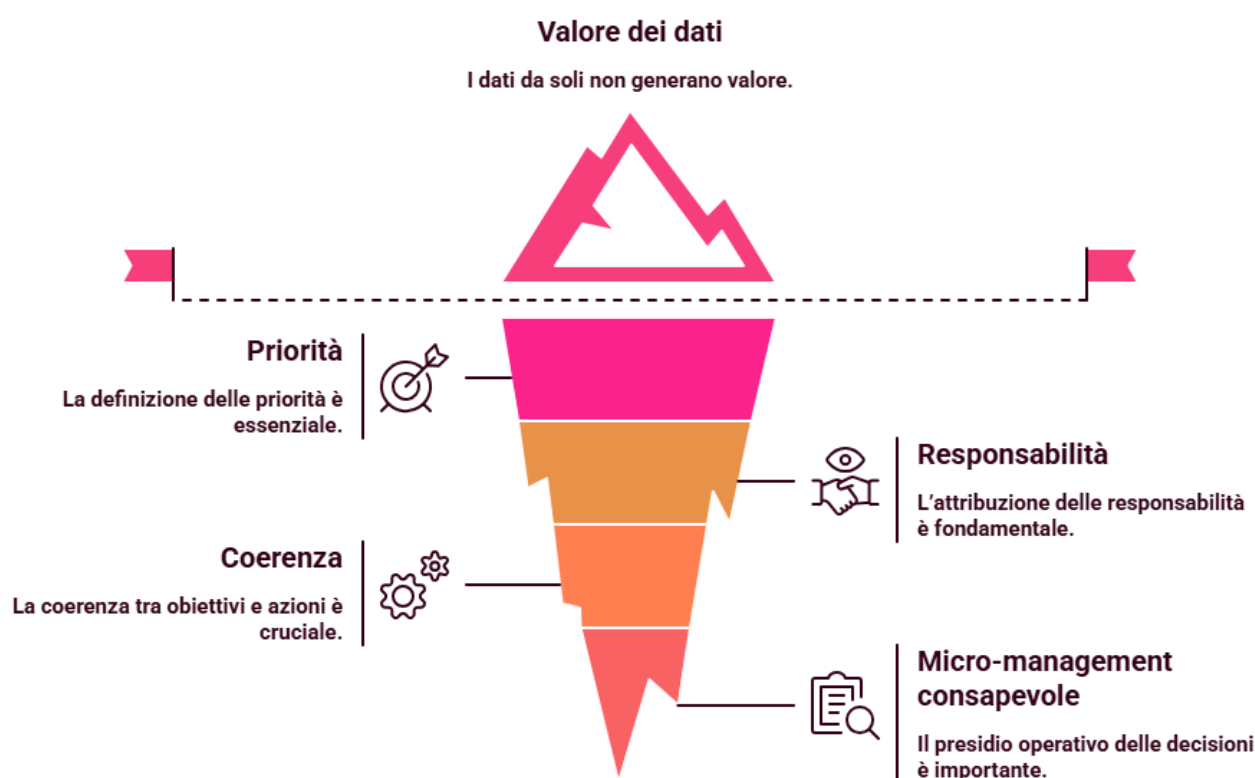 Valore dei dati
I dati da soli non generano valore.
Priorità
La definizione delle priorità è
essenziale.
Responsabilità
L'attribuzione delle responsabilità
è fondamentale.
Coerenza
La coerenza tra obiettivi e azioni è
cruciale.
Micro-management
consapevole
Il presidio operativo delle decisioni
è importante.